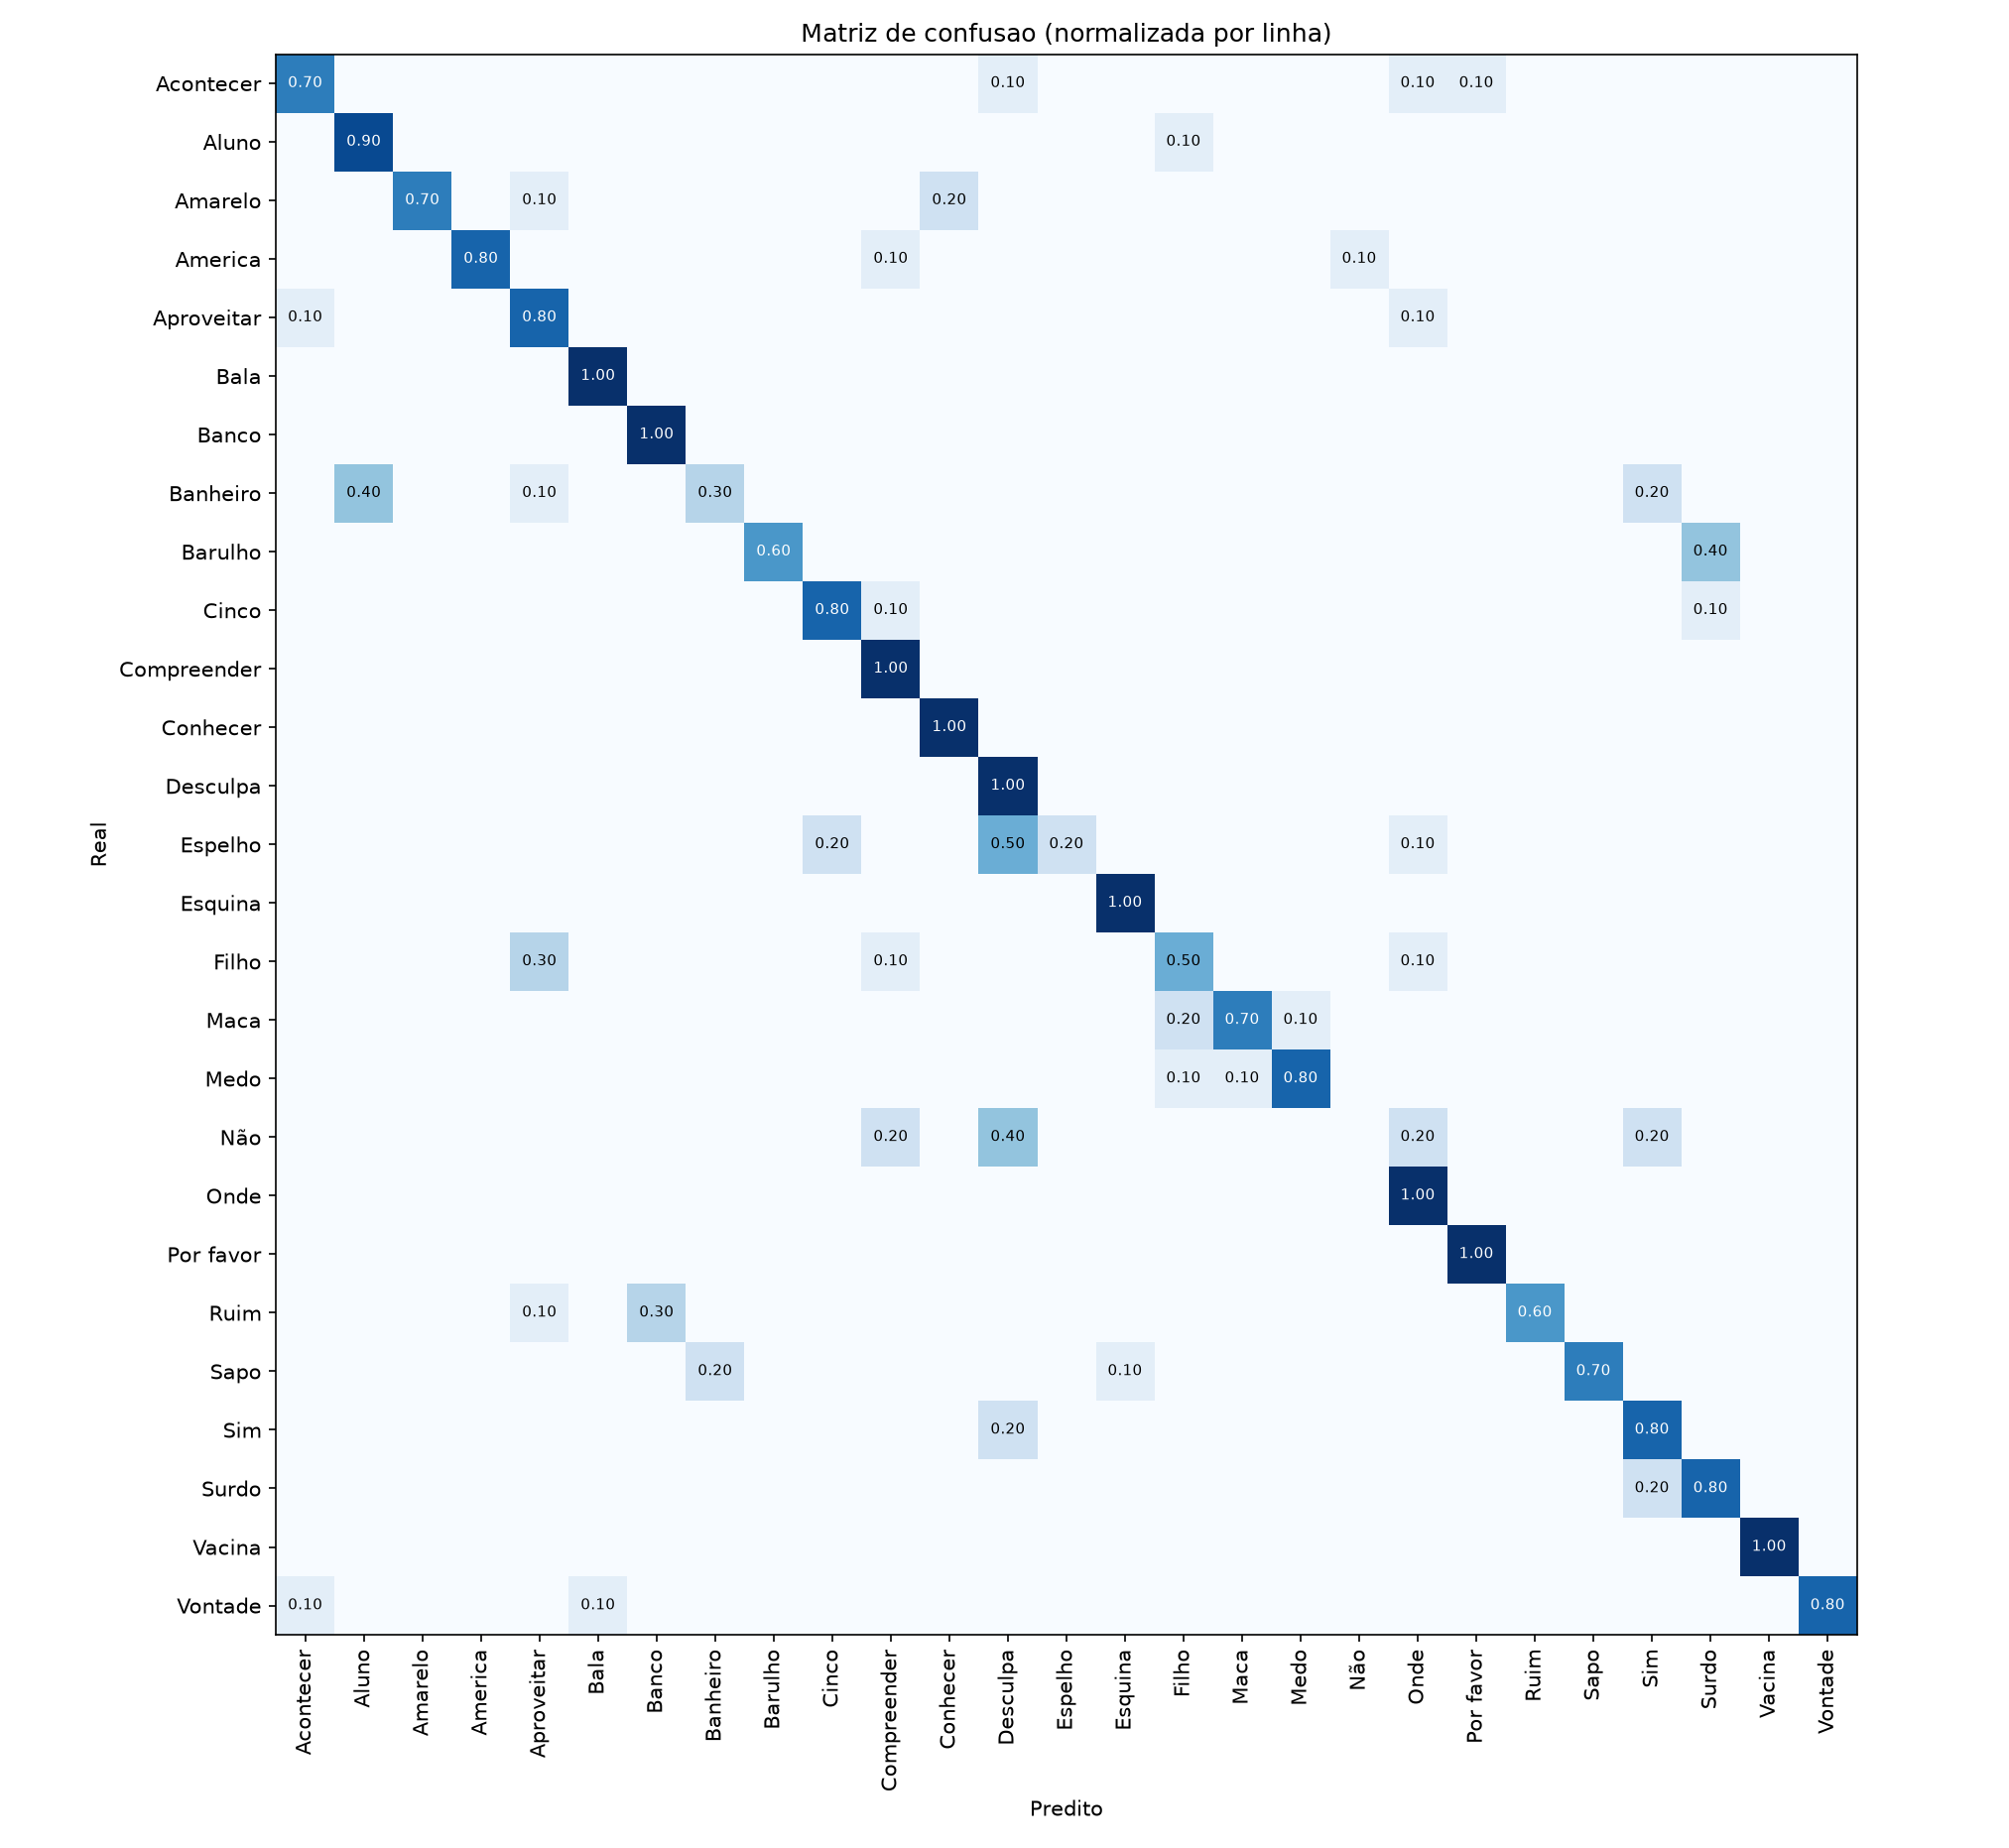 Matriz de confusao (normalizada por linha)
Acontecer 0.70 0.10 0.10 0.10
Aluno 0.90 0.10
Amarelo 0.70 0.10 0.20
America 0.80 0.10 0.10
Aproveitar 0.10 0.80 0.10
Bala 1.00
Banco 1.00
Banheiro 0.40 0.10 0.30 0.20
Barulho 0.60 0.40
Cinco 0.80 0.10 0.10
Compreender 1.00
Conhecer 1.00
Desculpa 1.00
Real
Espelho 0.20 0.50 0.20 0.10
Esquina 1.00
Filho 0.30 0.10 0.50 0.10
Maca 0.20 0.70 0.10
Medo 0.10 0.10 0.80
Não 0.20 0.40 0.20 0.20
Onde 1.00
Por favor 1.00
Ruim 0.10 0.30 0.60
Sapo 0.20 0.10 0.70
Sim 0.20 0.80
Surdo 0.20 0.80
Vacina 1.00
Vontade 0.10 0.10 0.80
Acontecer Aluno Amarelo America Aproveitar Bala Banco Banheiro Barulho Cinco Compreender Conhecer Desculpa Espelho Esquina Filho Maca Medo Não Onde Por favor Ruim Sapo Sim Surdo Vacina Vontade
Predito